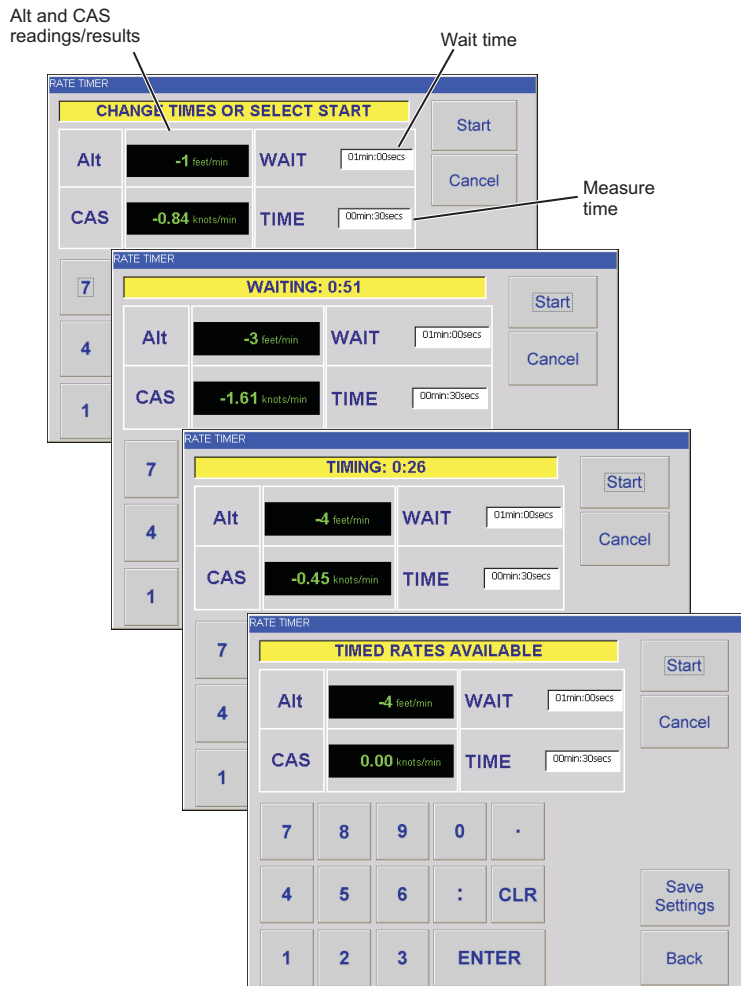 Alt and CAS
readings/results
Wait time
Measure
time
RATE TIMER
CHANGE TIMES OR SELECT START
Start
Cancel
Alt
-1 feet/min
WAIT
01min:00secs
CAS
-0.84 knots/min
TIME
00min:30secs
7
4
1
RATE TIMER
WAITING: 0:51
Start
Cancel
Alt
-3 feet/min
WAIT
01min:00secs
CAS
-1.61 knots/min
TIME
00min:30secs
7
4
1
RATE TIMER
TIMING: 0:26
Start
Cancel
Alt
-4 feet/min
WAIT
01min:00secs
CAS
-0.45 knots/min
TIME
00min:30secs
7
4
1
RATE TIMER
TIMED RATES AVAILABLE
Start
Cancel
Alt
-4 feet/min
WAIT
01min:00secs
CAS
0.00 knots/min
TIME
00min:30secs
7 8 9 0 .
4 5 6 : CLR
Save
Settings
1 2 3 ENTER
Back